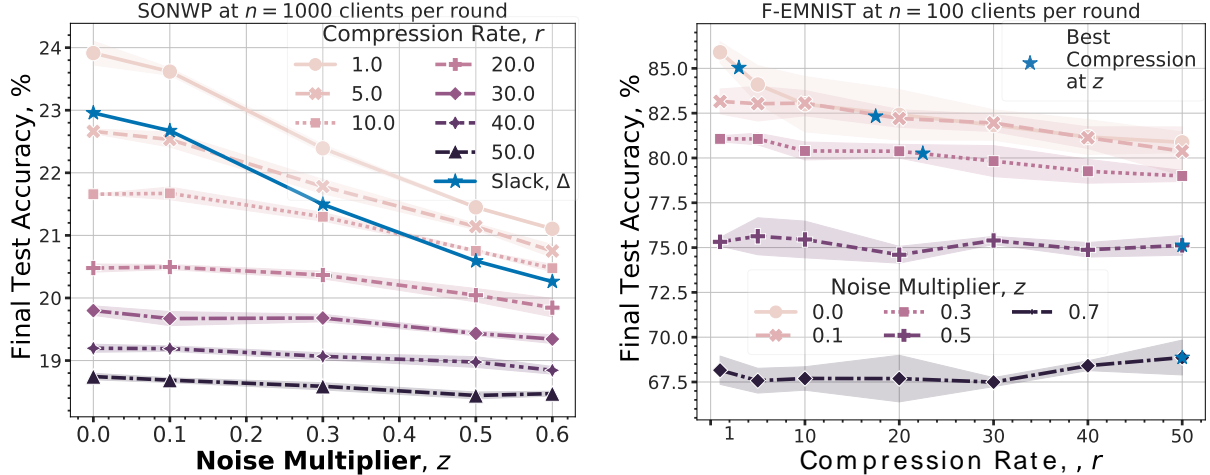 SONWP at n = 1000 clients per round
Final Test Accuracy, %
24
23
22
21
20
19
Compression Rate, r
1.0
5.0
10.0
20.0
30.0
40.0
50.0
Slack, Δ
0.0 0.1 0.2 0.3 0.4 0.5 0.6
Noise Multiplier, z
F-EMNIST at n = 100 clients per round
Final Test Accuracy, %
85.0
82.5
80.0
77.5
75.0
72.5
70.0
67.5
Best
Compression
at z
Noise Multiplier, z
0.0
0.1
0.3
0.5
0.7
1 10 20 30 40 50
Compression Rate, , r